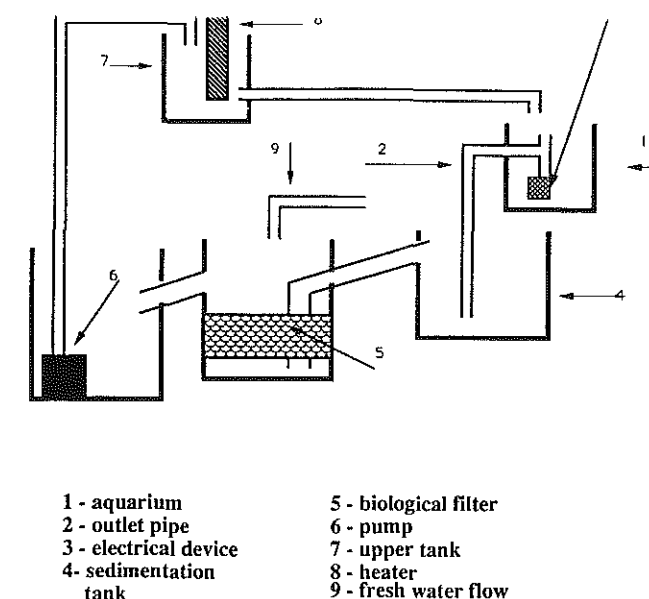 7
9
2
1
6
4
5
1 - aquarium
2 - outlet pipe
3 - electrical device
4- sedimentation
tank
5 - biological filter
6 - pump
7 - upper tank
8 - heater
9 - fresh water flow